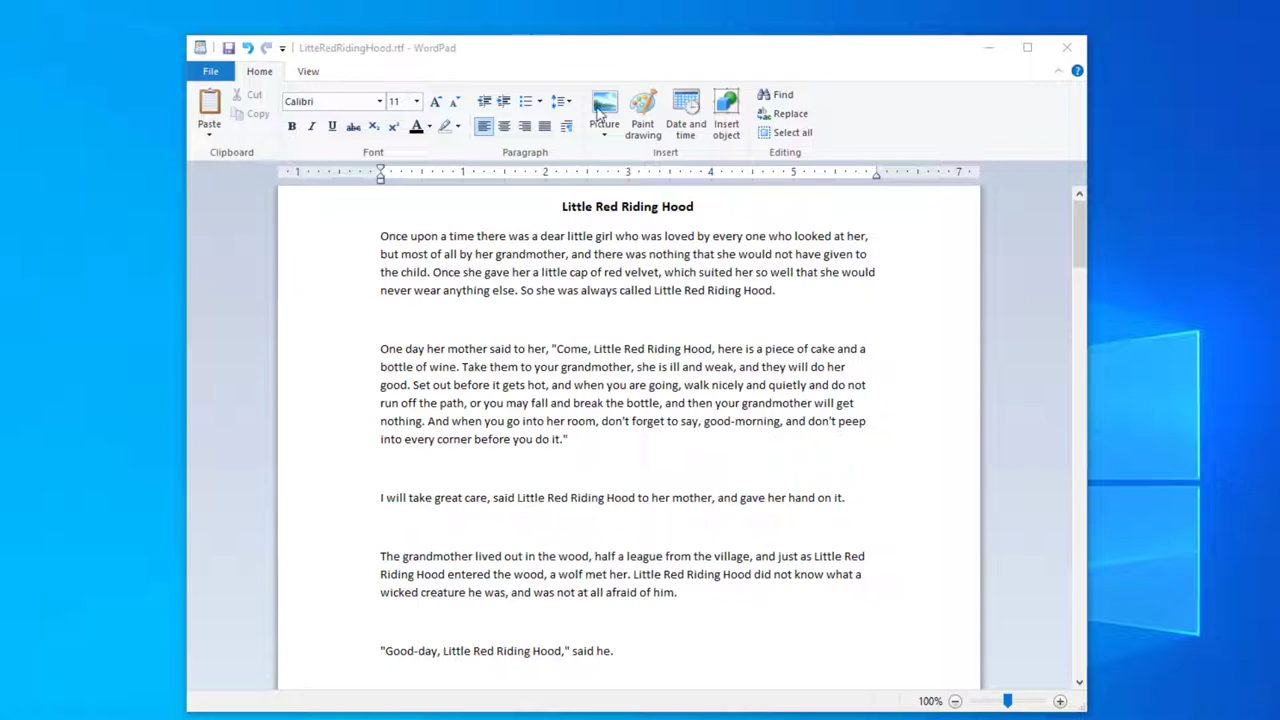 LitteRedRidingHood.rtf - WordPad
File Home View
Paste
Cut
Copy
Clipboard
Calibri 11
B I U abc X₂ X²
Font
Paragraph
Picture
Paint drawing
Date and time
Insert object
Insert
Find
Replace
Select all
Editing
1 1 2 3 4 5 7
Little Red Riding Hood
Once upon a time there was a dear little girl who was loved by every one who looked at her,
but most of all by her grandmother, and there was nothing that she would not have given to
the child. Once she gave her a little cap of red velvet, which suited her so well that she would
never wear anything else. So she was always called Little Red Riding Hood.
One day her mother said to her, "Come, Little Red Riding Hood, here is a piece of cake and a
bottle of wine. Take them to your grandmother, she is ill and weak, and they will do her
good. Set out before it gets hot, and when you are going, walk nicely and quietly and do not
run off the path, or you may fall and break the bottle, and then your grandmother will get
nothing. And when you go into her room, don't forget to say, good-morning, and don't peep
into every corner before you do it."
I will take great care, said Little Red Riding Hood to her mother, and gave her hand on it.
The grandmother lived out in the wood, half a league from the village, and just as Little Red
Riding Hood entered the wood, a wolf met her. Little Red Riding Hood did not know what a
wicked creature he was, and was not at all afraid of him.
"Good-day, Little Red Riding Hood," said he.
100%